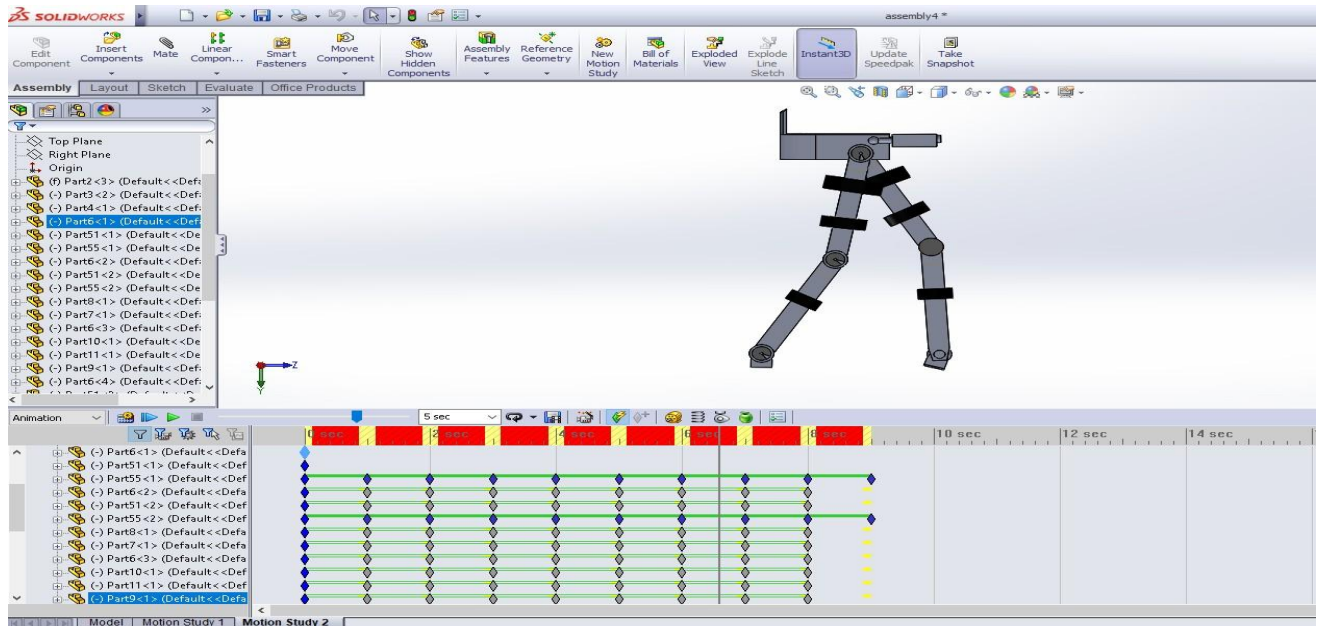 SOLIDWORKS
assembly4 *
Edit Component
Insert Components
Mate
Linear Compon...
Smart Fasteners
Move Component
Show Hidden Components
Assembly Features
Reference Geometry
New Motion Study
Bill of Materials
Exploded View
Explode Line Sketch
Instant3D
Update Speedpak
Take Snapshot
Assembly Layout Sketch Evaluate Office Products
Top Plane
Right Plane
Origin
(f) Part2<3> (Default<<Def
(-) Part3<2> (Default<<Def
(-) Part4<1> (Default<<Def
(-) Part6<1> (Default<<Def
(-) Part51<1> (Default<<De
(-) Part55<1> (Default<<De
(-) Part6<2> (Default<<Def
(-) Part51<2> (Default<<De
(-) Part55<2> (Default<<De
(-) Part8<1> (Default<<Def
(-) Part7<1> (Default<<Def
(-) Part6<3> (Default<<Def
(-) Part10<1> (Default<<De
(-) Part11<1> (Default<<De
(-) Part9<1> (Default<<Def
(-) Part6<4> (Default<<Def
Z
Y
Animation
5 sec
0 sec 2 sec 4 sec 6 sec 8 sec 10 sec 12 sec 14 sec
(-) Part6<1> (Default<<Defa
(-) Part51<1> (Default<<Def
(-) Part55<1> (Default<<Def
(-) Part6<2> (Default<<Defa
(-) Part51<2> (Default<<Def
(-) Part55<2> (Default<<Def
(-) Part8<1> (Default<<Defa
(-) Part7<1> (Default<<Defa
(-) Part6<3> (Default<<Defa
(-) Part10<1> (Default<<Def
(-) Part11<1> (Default<<Def
(-) Part9<1> (Default<<Defa
Model Motion Study 1 Motion Study 2